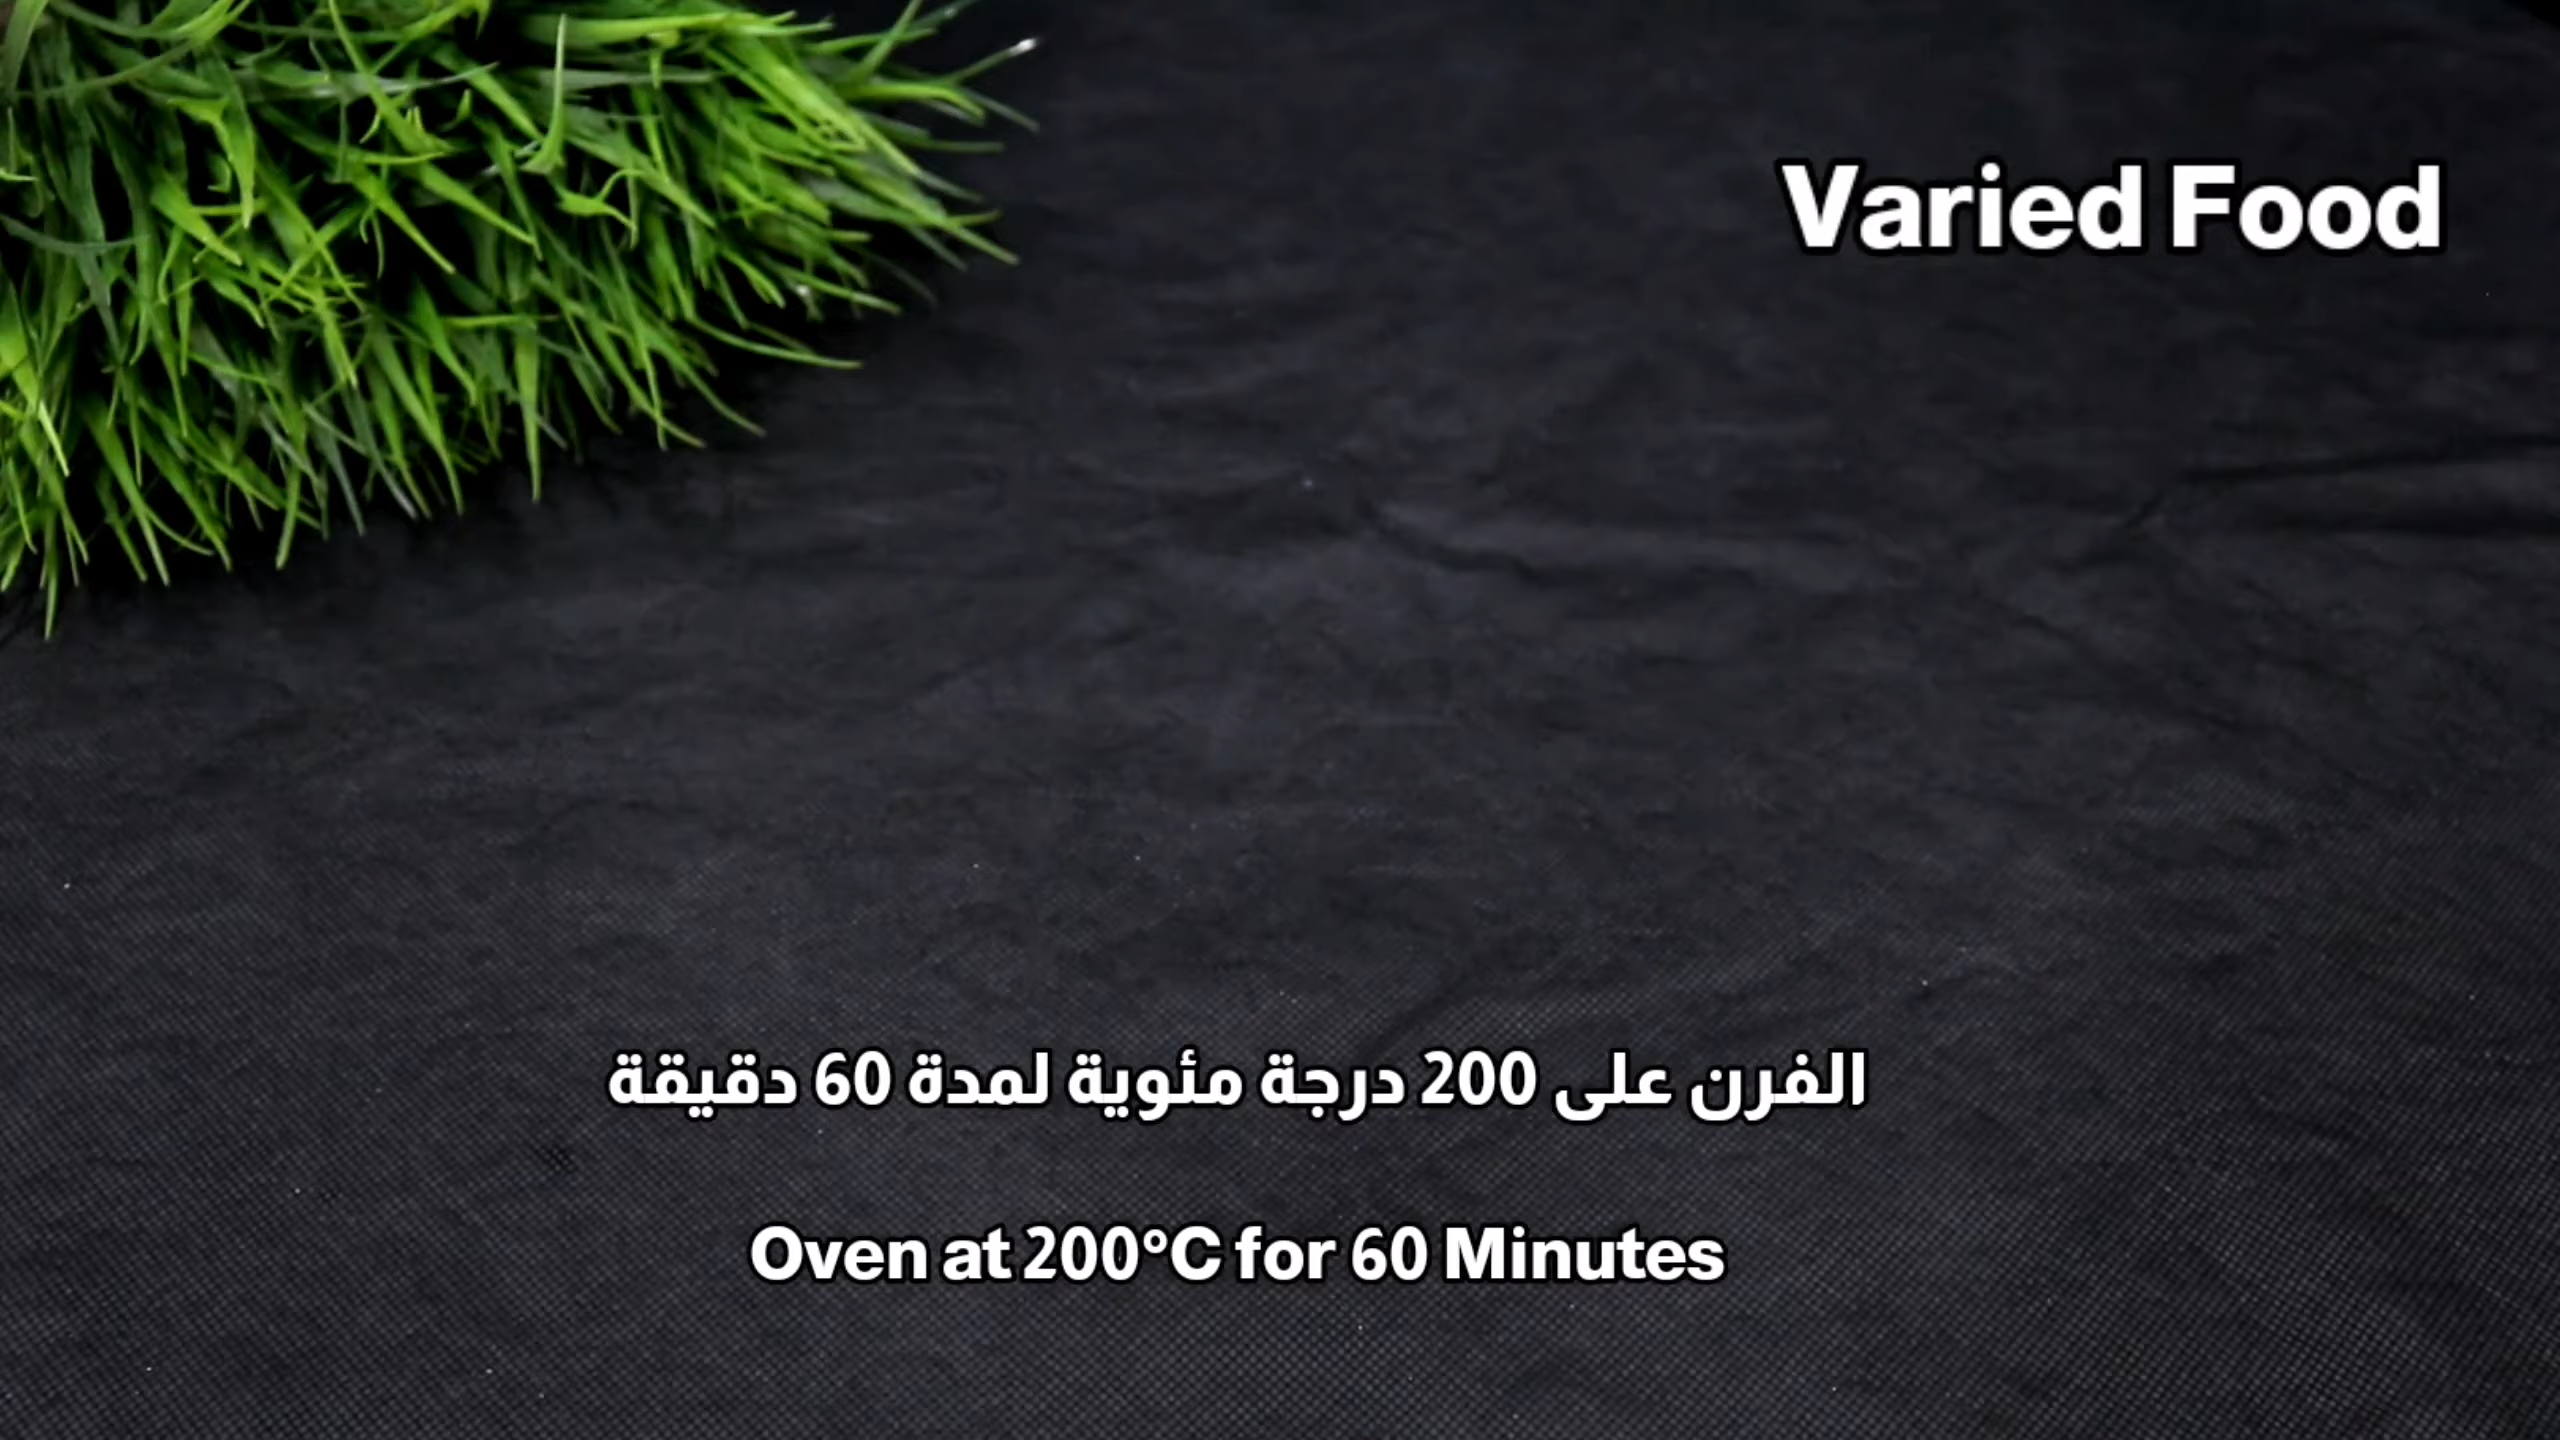 Varied Food
الفرن على 200 درجة مئوية لمدة 60 دقيقة
Oven at 200°C for 60 Minutes